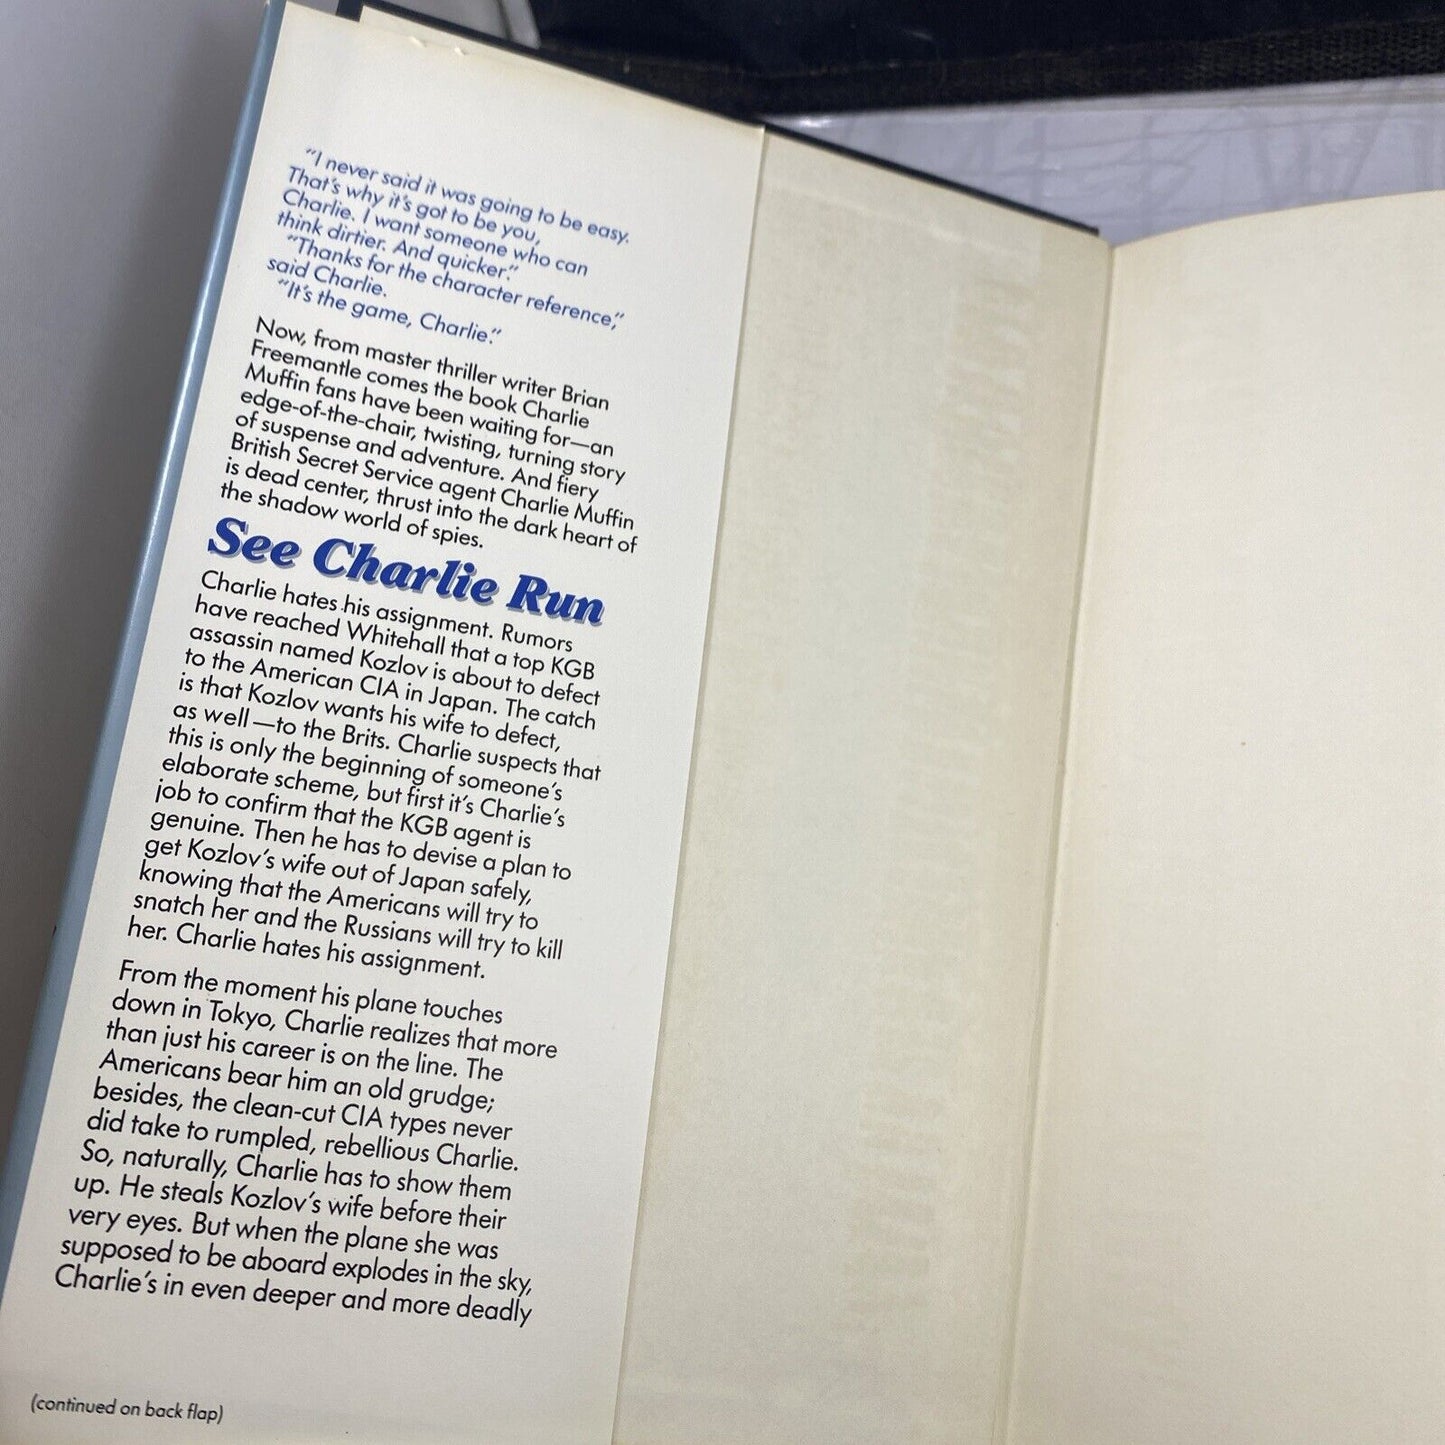 "I never said it was going to be easy.
That's why it's got to be you,
Charlie. I want someone who can
think dirtier. And quicker."
"Thanks for the character reference,"
said Charlie.
"It's the game, Charlie."
Now, from master thriller writer Brian
Freemantle comes the book Charlie
Muffin fans have been waiting for—an
edge-of-the-chair, twisting, turning story
of suspense and adventure. And fiery
British Secret Service agent Charlie Muffin
is dead center, thrust into the dark heart of
the shadow world of spies.
See Charlie Run
Charlie hates his assignment. Rumors
have reached Whitehall that a top KGB
assassin named Kozlov is about to defect
to the American CIA in Japan. The catch
is that Kozlov wants his wife to defect,
as well—to the Brits. Charlie suspects that
this is only the beginning of someone's
elaborate scheme, but first it's Charlie's
job to confirm that the KGB agent is
genuine. Then he has to devise a plan to
get Kozlov's wife out of Japan safely,
knowing that the Americans will try to
snatch her and the Russians will try to kill
her. Charlie hates his assignment.
From the moment his plane touches
down in Tokyo, Charlie realizes that more
than just his career is on the line. The
Americans bear him an old grudge;
besides, the clean-cut CIA types never
did take to rumpled, rebellious Charlie.
So, naturally, Charlie has to show them
up. He steals Kozlov's wife before their
very eyes. But when the plane she was
supposed to be aboard explodes in the sky,
Charlie's in even deeper and more deadly
(continued on back flap)